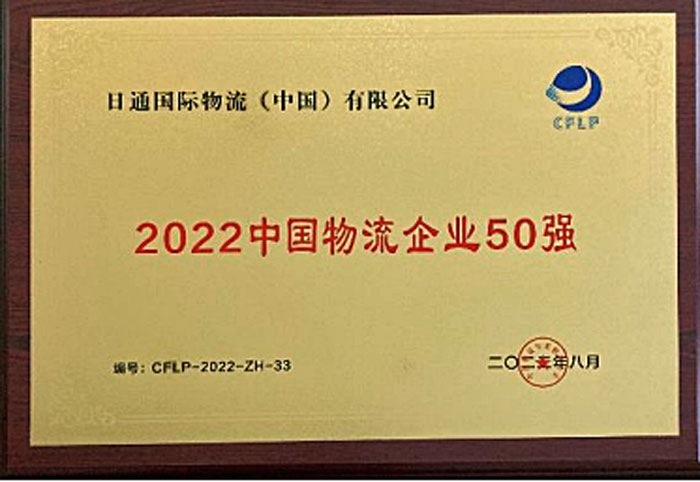 日通国际物流（中国）有限公司
CFLP
2022中国物流企业50强
编号：CFLP-2022-ZH-33
二〇二三年八月